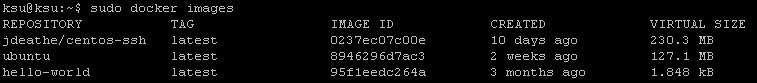 ksu@ksu:~$ sudo docker images
REPOSITORY TAG IMAGE ID CREATED VIRTUAL SIZE
jdeathe/centos-ssh latest 0237ec07c00e 10 days ago 230.3 MB
ubuntu latest 8946296d7ac3 2 weeks ago 127.1 MB
hello-world latest 95f1eedc264a 3 months ago 1.848 kB